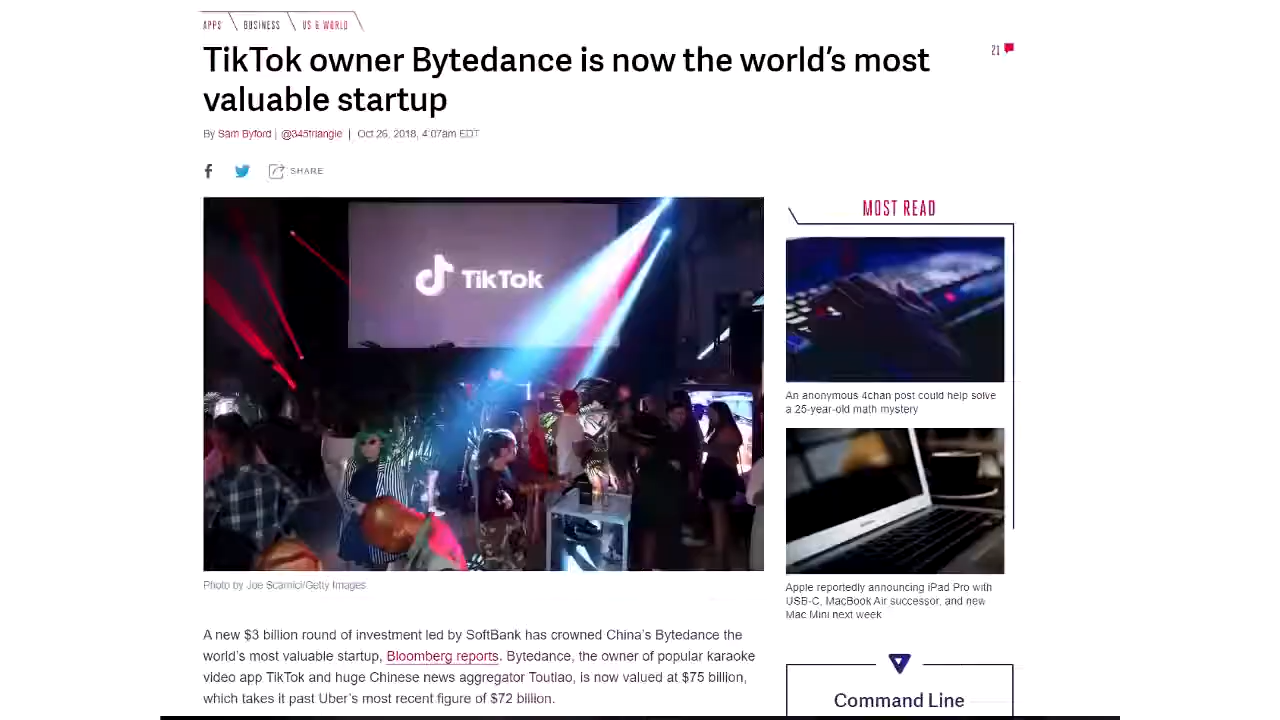 APPS BUSINESS US & WORLD
TikTok owner Bytedance is now the world's most
valuable startup
21
By Sam Byford | @345triangle | Oct 26, 2018, 4:07am EDT
SHARE
TikTok
Photo by Joe Scarnici/Getty Images
A new $3 billion round of investment led by SoftBank has crowned China's Bytedance the
world's most valuable startup, Bloomberg reports. Bytedance, the owner of popular karaoke
video app TikTok and huge Chinese news aggregator Toutiao, is now valued at $75 billion,
which takes it past Uber's most recent figure of $72 billion.
MOST READ
An anonymous 4chan post could help solve
a 25-year-old math mystery
Apple reportedly announcing iPad Pro with
USB-C, MacBook Air successor, and new
Mac Mini next week
Command Line